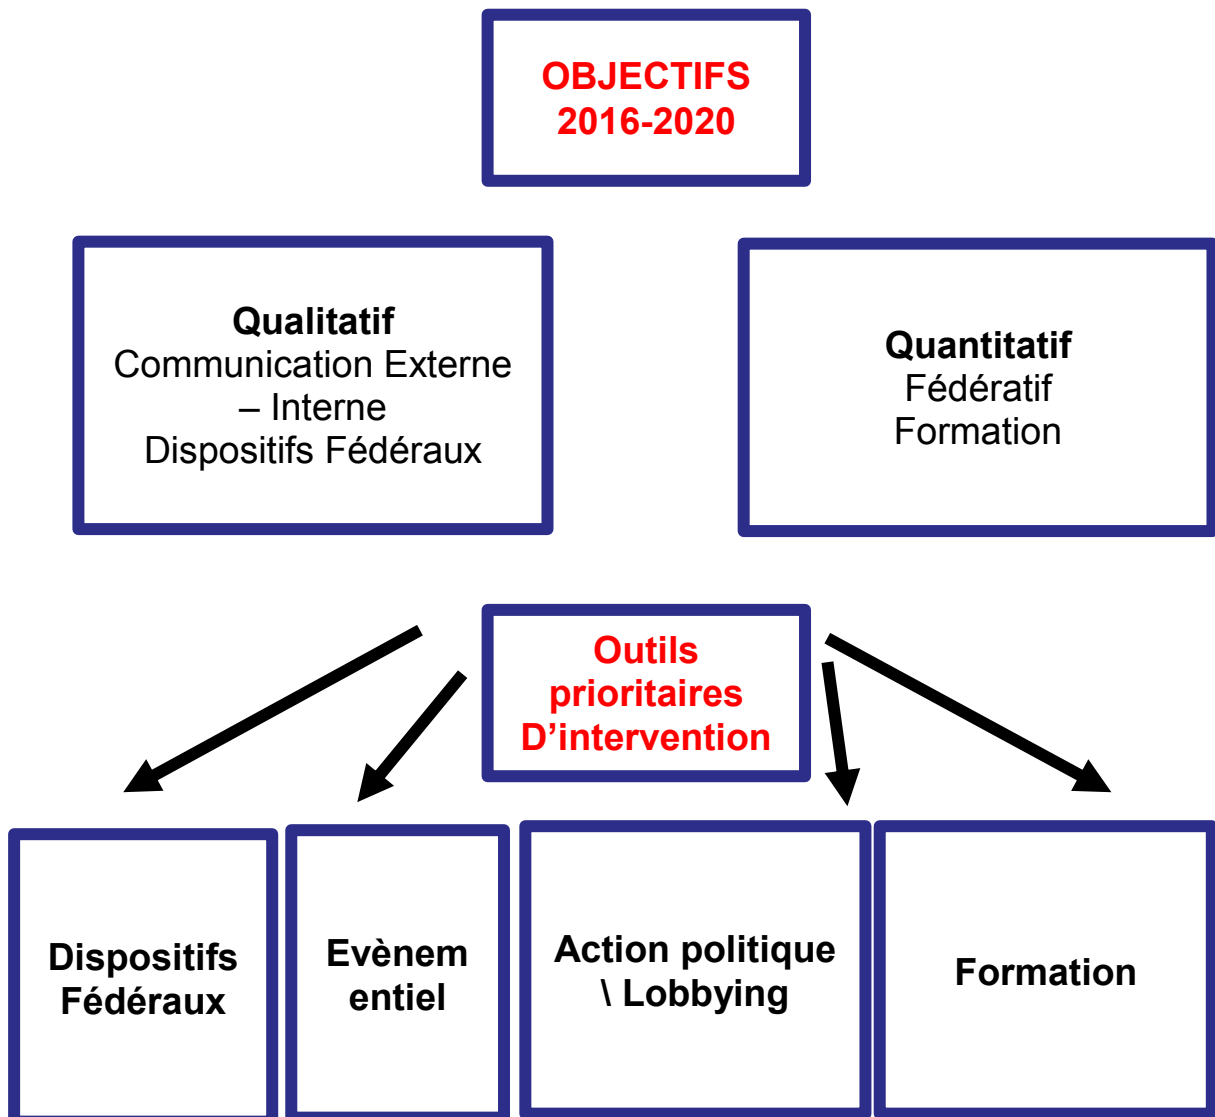 OBJECTIFS
2016-2020
Qualitatif
Communication Externe
– Interne
Dispositifs Fédéraux
Quantitatif
Fédératif
Formation
Outils
prioritaires
D’intervention
Dispositifs
Fédéraux
Evènem
entiel
Action politique
\ Lobbying
Formation